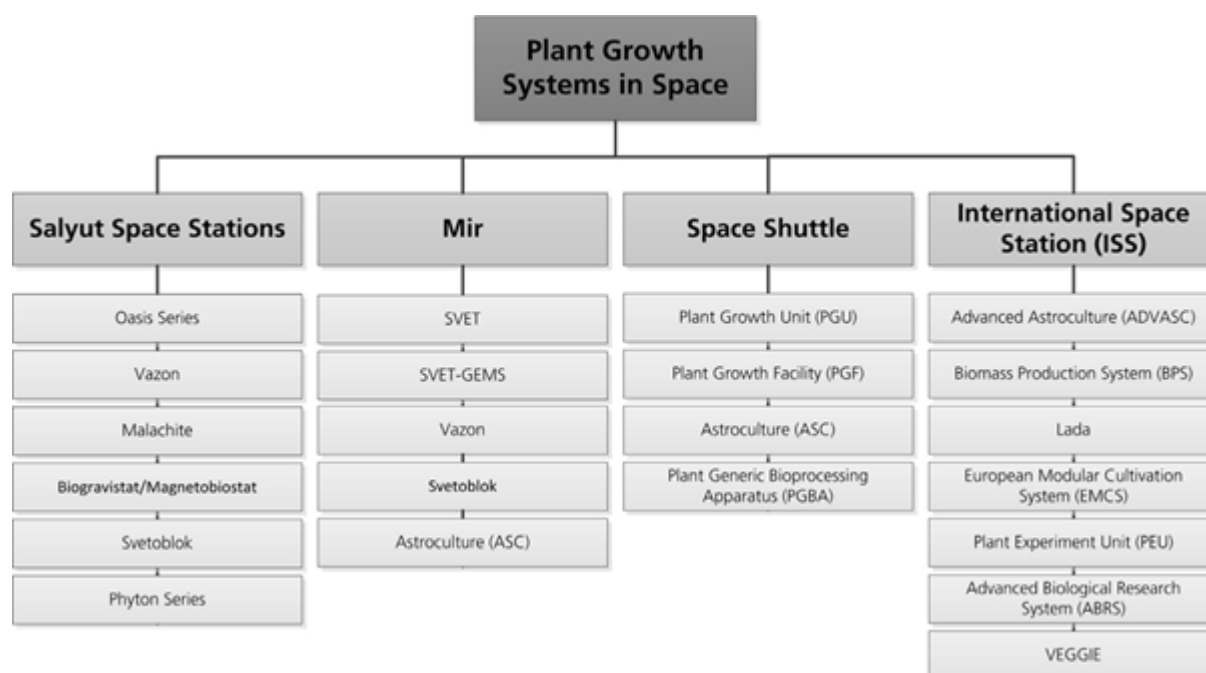 Plant Growth
Systems in Space
Salyut Space Stations
Oasis Series
Vazon
Malachite
Biogravistat/Magnetobiostat
Svetoblok
Phyton Series
Mir
SVET
SVET-GEMS
Vazon
Svetoblok
Astroculture (ASC)
Space Shuttle
Plant Growth Unit (PGU)
Plant Growth Facility (PGF)
Astroculture (ASC)
Plant Generic Bioprocessing
Apparatus (PGBA)
International Space
Station (ISS)
Advanced Astroculture (ADVASC)
Biomass Production System (BPS)
Lada
European Modular Cultivation
System (EMCS)
Plant Experiment Unit (PEU)
Advanced Biological Research
System (ABRS)
VEGGIE